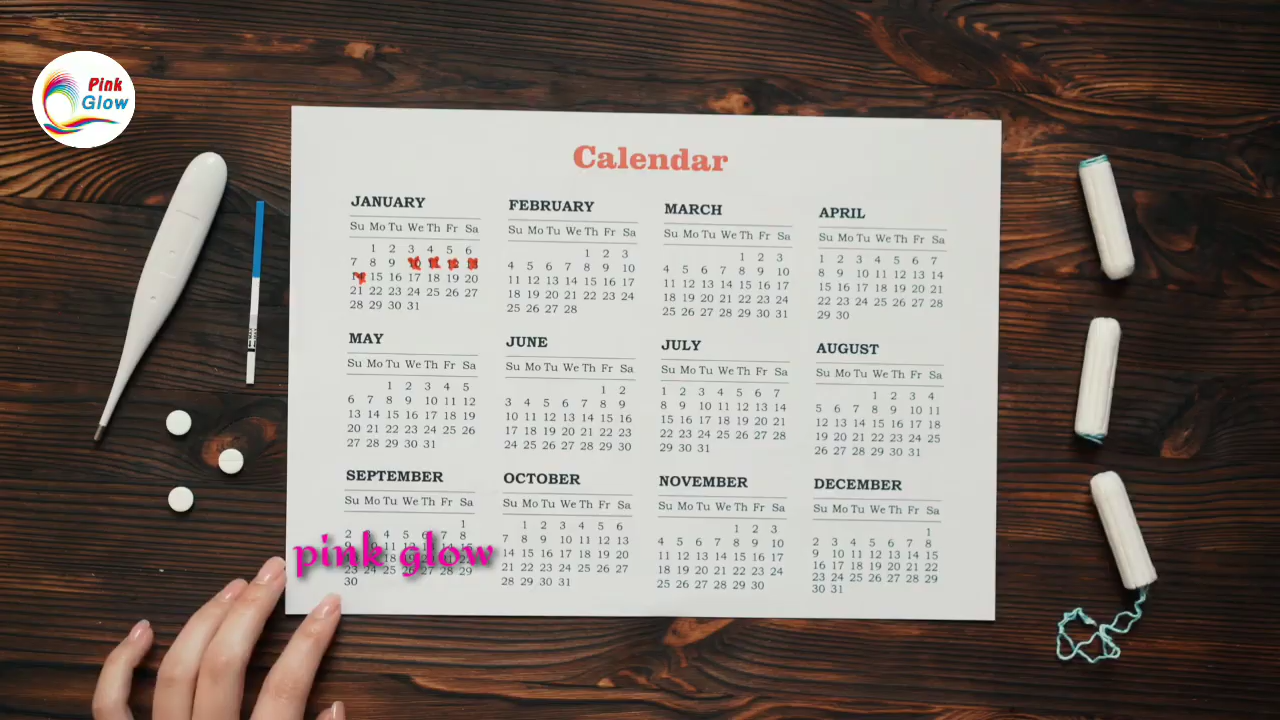 Pink
Glow
Calendar
JANUARY
Su Mo Tu We Th Fr Sa
1 2 3 4 5 6
7 8 9
15 16 17 18 19 20
21 22 23 24 25 26 27
28 29 30 31
FEBRUARY
Su Mo Tu We Th Fr Sa
1 2 3
4 5 6 7 8 9 10
11 12 13 14 15 16 17
18 19 20 21 22 23 24
25 26 27 28
MARCH
Su Mo Tu We Th Fr Sa
1 2 3
4 5 6 7 8 9 10
11 12 13 14 15 16 17
18 19 20 21 22 23 24
25 26 27 28 29 30 31
APRIL
Su Mo Tu We Th Fr Sa
1 2 3 4 5 6 7
8 9 10 11 12 13 14
15 16 17 18 19 20 21
22 23 24 25 26 27 28
29 30
MAY
Su Mo Tu We Th Fr Sa
1 2 3 4 5
6 7 8 9 10 11 12
13 14 15 16 17 18 19
20 21 22 23 24 25 26
27 28 29 30 31
JUNE
Su Mo Tu We Th Fr Sa
1 2
3 4 5 6 7 8 9
10 11 12 13 14 15 16
17 18 19 20 21 22 23
24 25 26 27 28 29 30
JULY
Su Mo Tu We Th Fr Sa
1 2 3 4 5 6 7
8 9 10 11 12 13 14
15 16 17 18 19 20 21
22 23 24 25 26 27 28
29 30 31
AUGUST
Su Mo Tu We Th Fr Sa
1 2 3 4
5 6 7 8 9 10 11
12 13 14 15 16 17 18
19 20 21 22 23 24 25
26 27 28 29 30 31
SEPTEMBER
Su Mo Tu We Th Fr Sa
1
2 3 4 5 6 7 8
9 10 11
23 24 25 26 27 28 29
30
pink glow
OCTOBER
Su Mo Tu We Th Fr Sa
1 2 3 4 5 6
7 8 9 10 11 12 13
14 15 16 17 18 19 20
21 22 23 24 25 26 27
28 29 30 31
NOVEMBER
Su Mo Tu We Th Fr Sa
1 2 3
4 5 6 7 8 9 10
11 12 13 14 15 16 17
18 19 20 21 22 23 24
25 26 27 28 29 30
DECEMBER
Su Mo Tu We Th Fr Sa
1
2 3 4 5 6 7 8
9 10 11 12 13 14 15
16 17 18 19 20 21 22
23 24 25 26 27 28 29
30 31